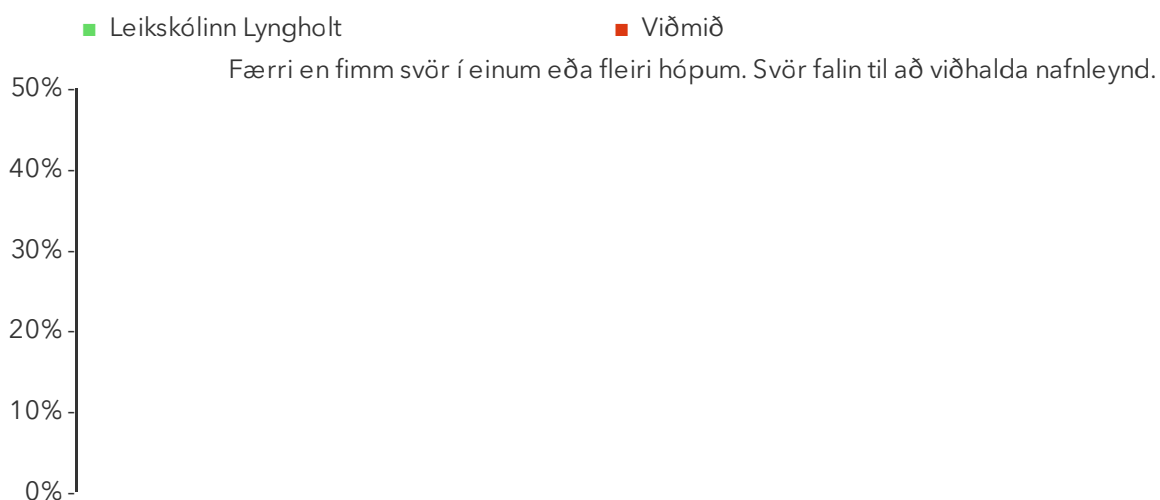 Leikskólinn Lyngholt
Viðmið
Færri en fimm svör í einum eða fleiri hópum. Svör falin til að viðhalda nafnleynd.
50%
40%
30%
20%
10%
0%